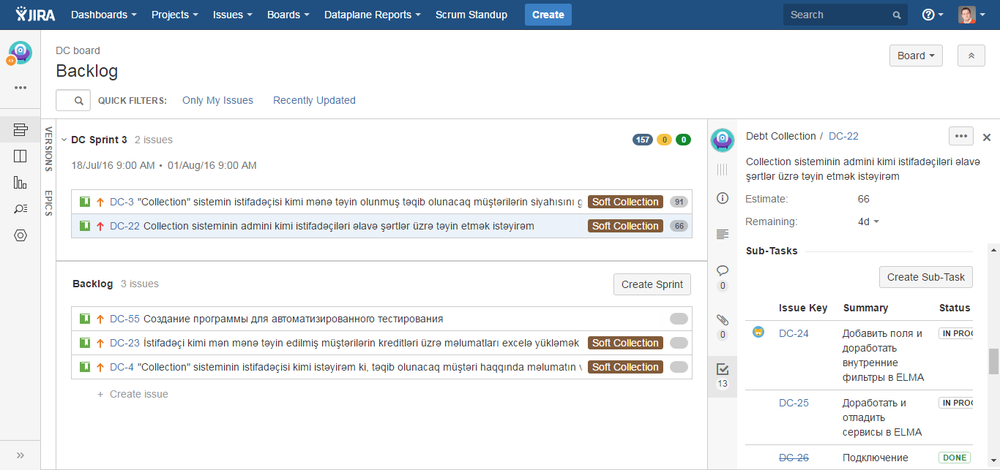 JIRA Dashboards Projects Issues Boards Dataplane Reports Scrum Standup Create Search
DC board
Backlog
Board
QUICK FILTERS: Only My Issues Recently Updated
VERSIONS
EPICS
DC Sprint 3 2 issues 157 0 0
18/Jul/16 9:00 AM • 01/Aug/16 9:00 AM
DC-3 "Collection" sistemin istifadəçisi kimi mənə təyin olunmuş təqib olunacaq müştərilərin siyahısını g Soft Collection 91
DC-22 Collection sisteminin admini kimi istifadəçiləri əlavə şərtlər üzrə təyin etmək istəyirəm Soft Collection 66
Backlog 3 issues Create Sprint
DC-55 Создание программы для автоматизированного тестирования
DC-23 İstifadəçi kimi mən mənə təyin edilmiş müştərilərin kreditləri üzrə məlumatları excelə yükləmək Soft Collection
DC-4 "Collection" sisteminin istifadəçisi kimi istəyirəm ki, təqib olunacaq müştəri haqqında məlumatın v Soft Collection
+ Create issue
0
0
13
Debt Collection / DC-22
Collection sisteminin admini kimi istifadəçiləri əlavə
şərtlər üzrə təyin etmək istəyirəm
Estimate: 66
Remaining: 4d
Sub-Tasks
Create Sub-Task
Issue Key Summary Status
DC-24 Добавить поля и IN PROC
доработать
внутренние
фильтры в ELMA
DC-25 Доработать и IN PROC
отладить
сервисы в ELMA
DC-26 Подключение DONE